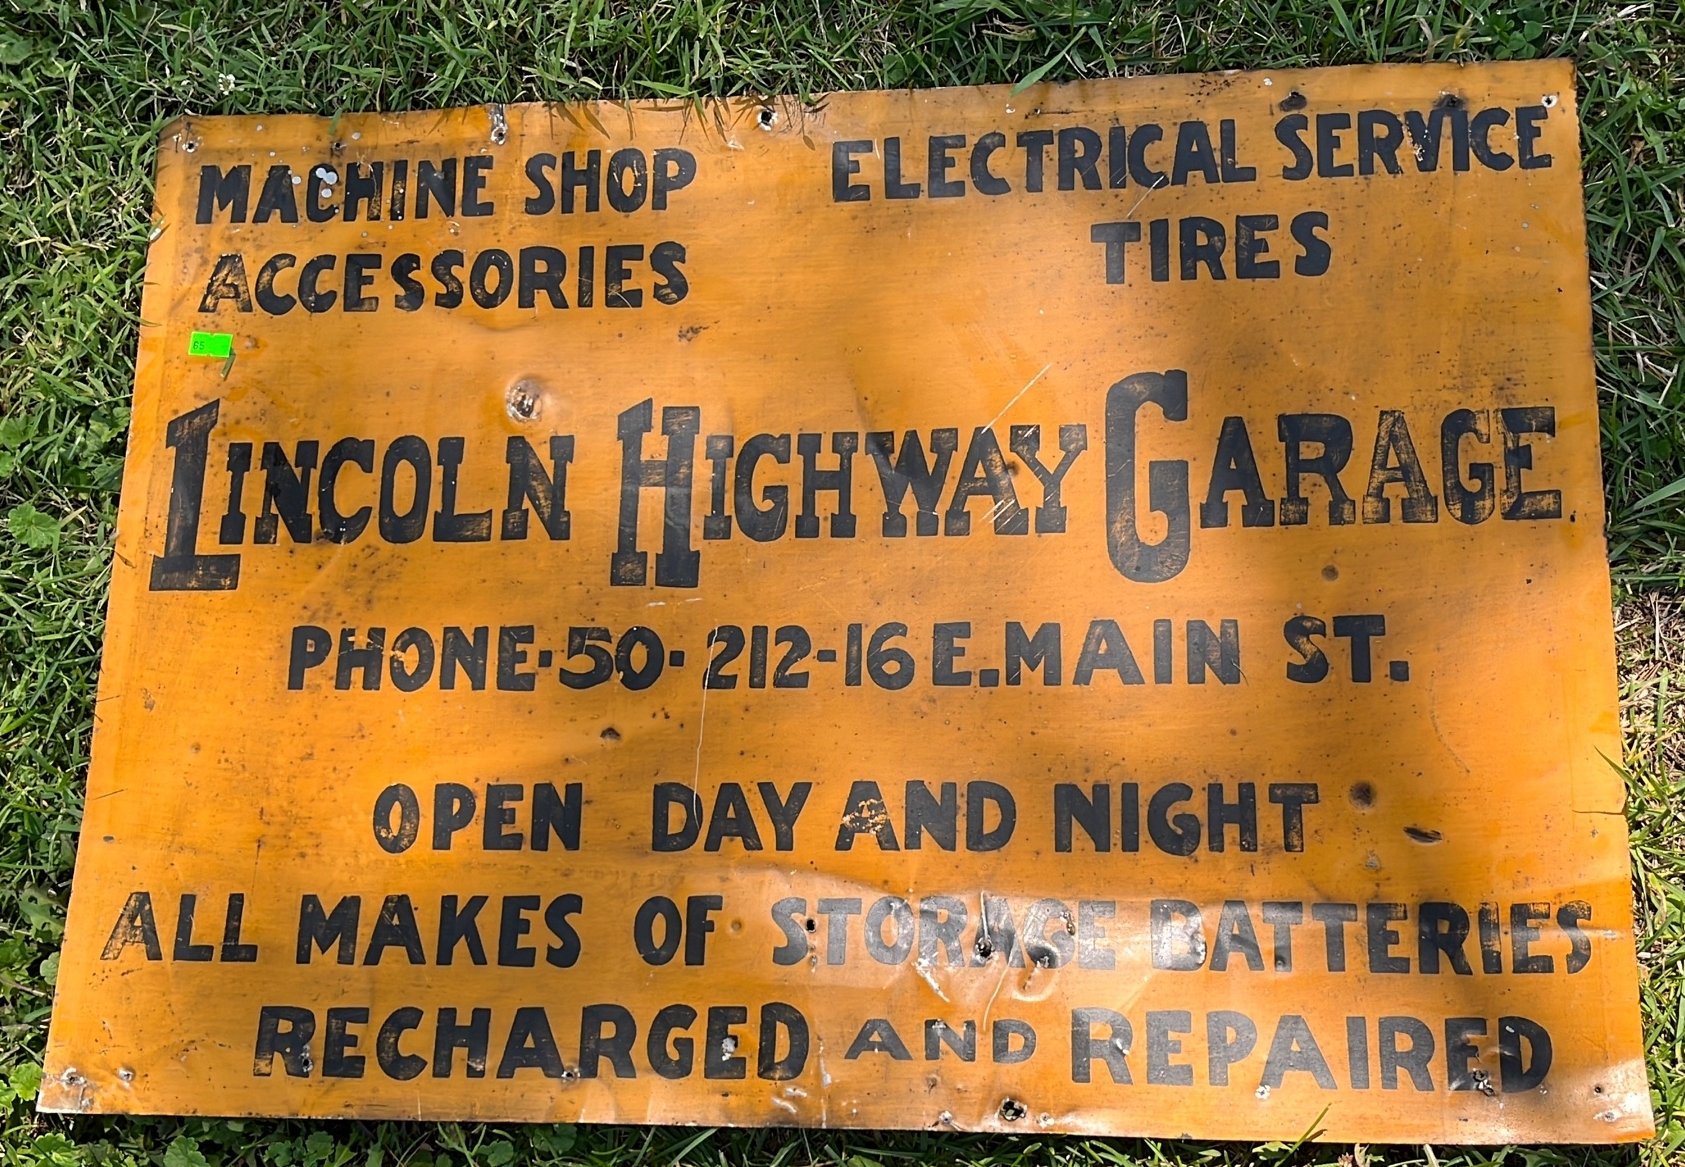 MACHINE SHOP
ACCESSORIES
ELECTRICAL SERVICE
TIRES
65
LINCOLN HIGHWAY GARAGE
PHONE·50· 212-16 E. MAIN ST.
OPEN DAY AND NIGHT
ALL MAKES OF STORAGE BATTERIES
RECHARGED AND REPAIRED